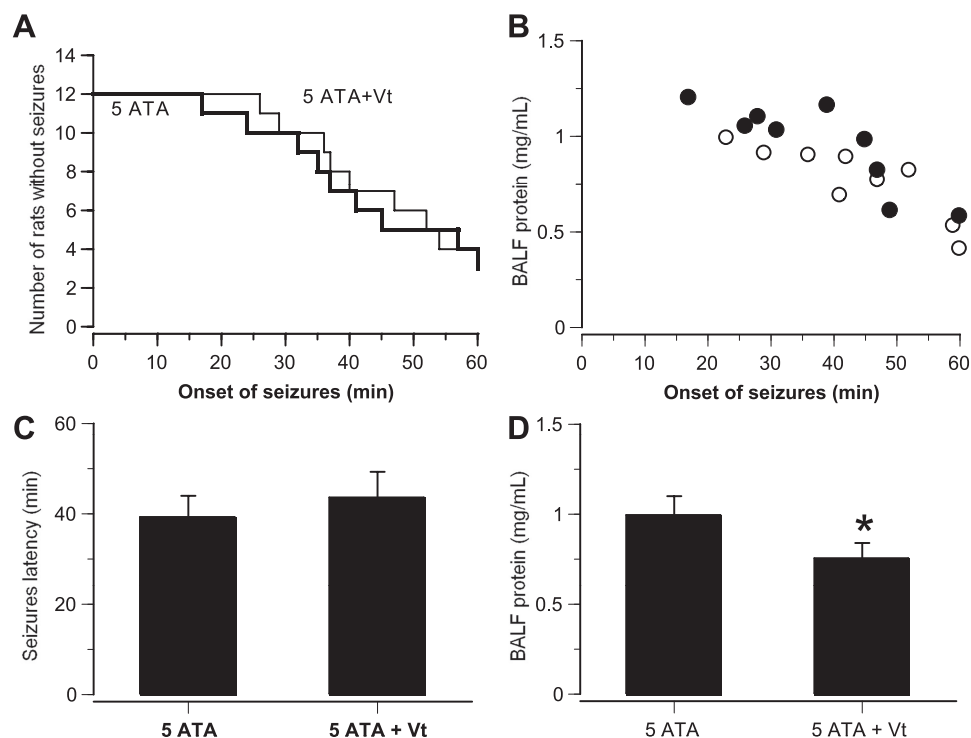 A
Number of rats without seizures
14
12
10
8
6
4
2
0
5 ATA
5 ATA+Vt
0 10 20 30 40 50 60
Onset of seizures (min)
B
BALF protein (mg/mL)
1.5
1
0.5
0
0 10 20 30 40 50 60
Onset of seizures (min)
C
Seizures latency (min)
60
40
20
0
5 ATA 5 ATA + Vt
D
BALF protein (mg/mL)
1.5
1
0.5
0
*
5 ATA 5 ATA + Vt